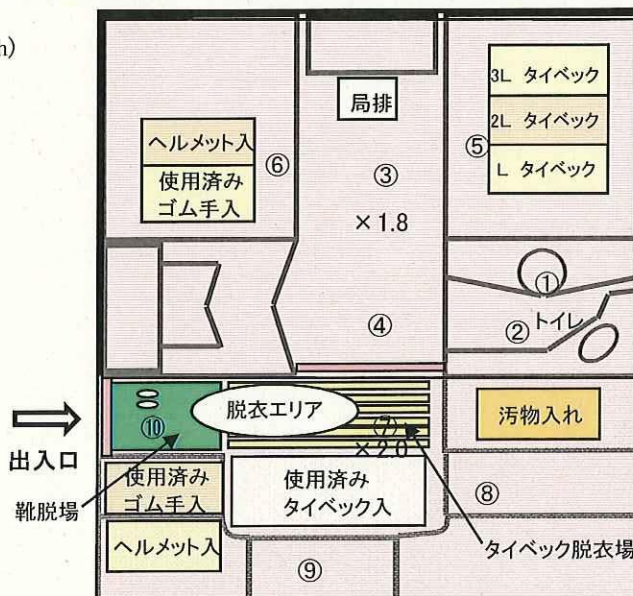 h)
局排
3L タイベック
2L タイベック
L タイベック
⑤
ヘルメット入
使用済み
ゴム手入
⑥
③
×1.8
①
② トイレ
④
出入口
⑩
脱衣エリア
⑦
×2.0
汚物入れ
靴脱場
使用済み
ゴム手入
使用済み
タイベック入
⑧
ヘルメット入
⑨
タイベック脱衣場